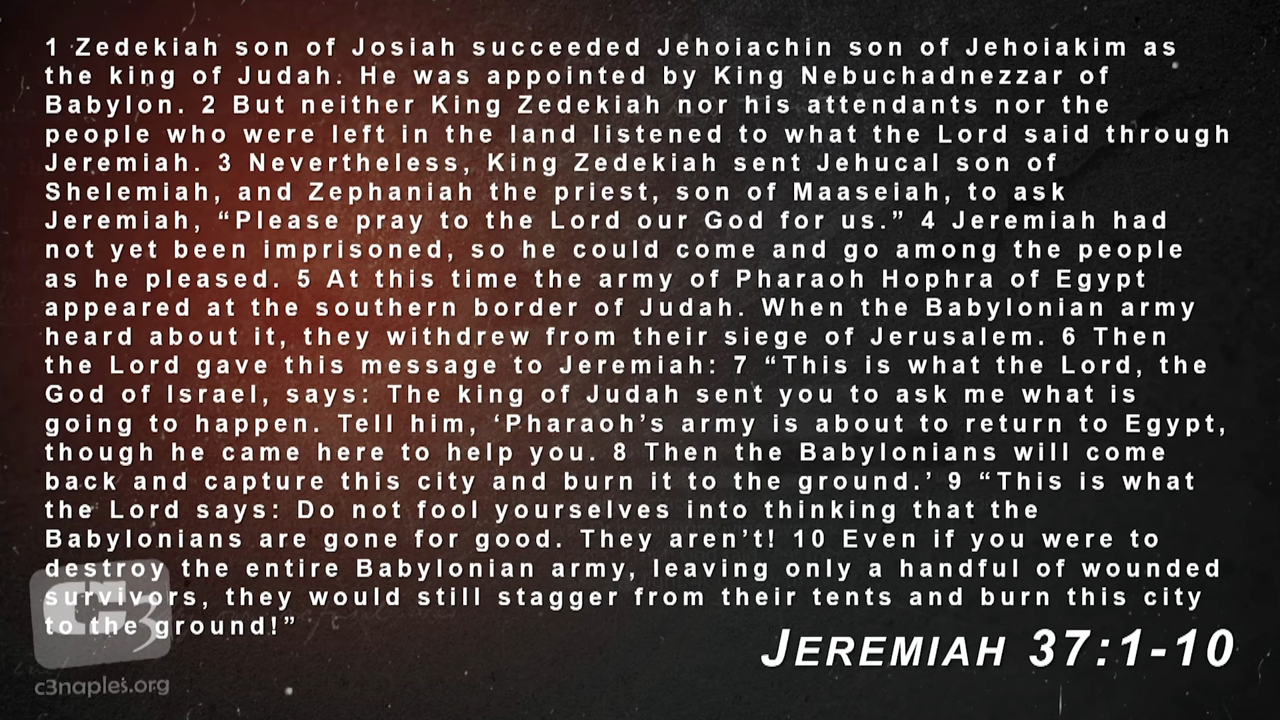 1 Zedekiah son of Josiah succeeded Jehoiachin son of Jehoiakim as
the king of Judah. He was appointed by King Nebuchadnezzar of
Babylon. 2 But neither King Zedekiah nor his attendants nor the
people who were left in the land listened to what the Lord said through
Jeremiah. 3 Nevertheless, King Zedekiah sent Jehucal son of
Shelemiah, and Zephaniah the priest, son of Maaseiah, to ask
Jeremiah, “Please pray to the Lord our God for us.” 4 Jeremiah had
not yet been imprisoned, so he could come and go among the people
as he pleased. 5 At this time the army of Pharaoh Hophra of Egypt
appeared at the southern border of Judah. When the Babylonian army
heard about it, they withdrew from their siege of Jerusalem. 6 Then
the Lord gave this message to Jeremiah: 7 “This is what the Lord, the
God of Israel, says: The king of Judah sent you to ask me what is
going to happen. Tell him, ‘Pharaoh’s army is about to return to Egypt,
though he came here to help you. 8 Then the Babylonians will come
back and capture this city and burn it to the ground.’ 9 “This is what
the Lord says: Do not fool yourselves into thinking that the
Babylonians are gone for good. They aren’t! 10 Even if you were to
destroy the entire Babylonian army, leaving only a handful of wounded
survivors, they would still stagger from their tents and burn this city
to the ground!”
JEREMIAH 37:1-10
C3
c3naples.org